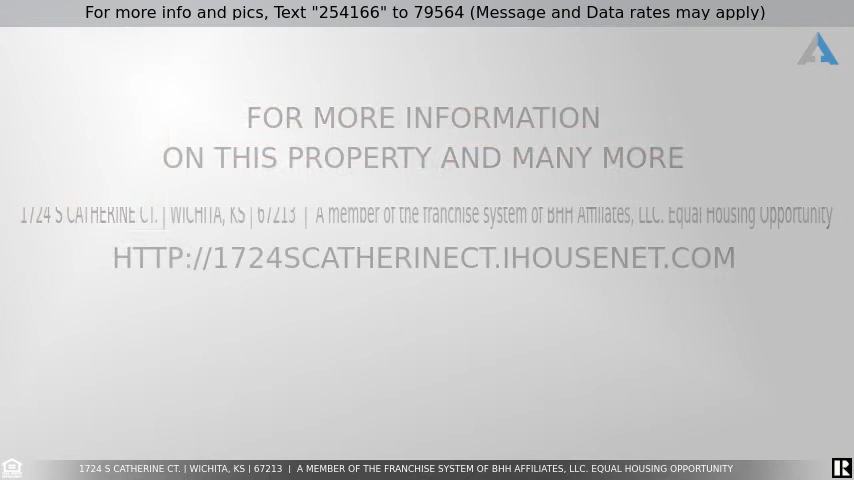 For more info and pics, Text "254166" to 79564 (Message and Data rates may apply)
FOR MORE INFORMATION
ON THIS PROPERTY AND MANY MORE
1724 S CATHERINE CT. | WICHITA, KS | 67213 | A member of the franchise system of BHH Affiliates, LLC. Equal Housing Opportunity
HTTP://1724SCATHERINECT.IHOUSENET.COM
1724 S CATHERINE CT. | WICHITA, KS | 67213 | A MEMBER OF THE FRANCHISE SYSTEM OF BHH AFFILIATES, LLC. EQUAL HOUSING OPPORTUNITY